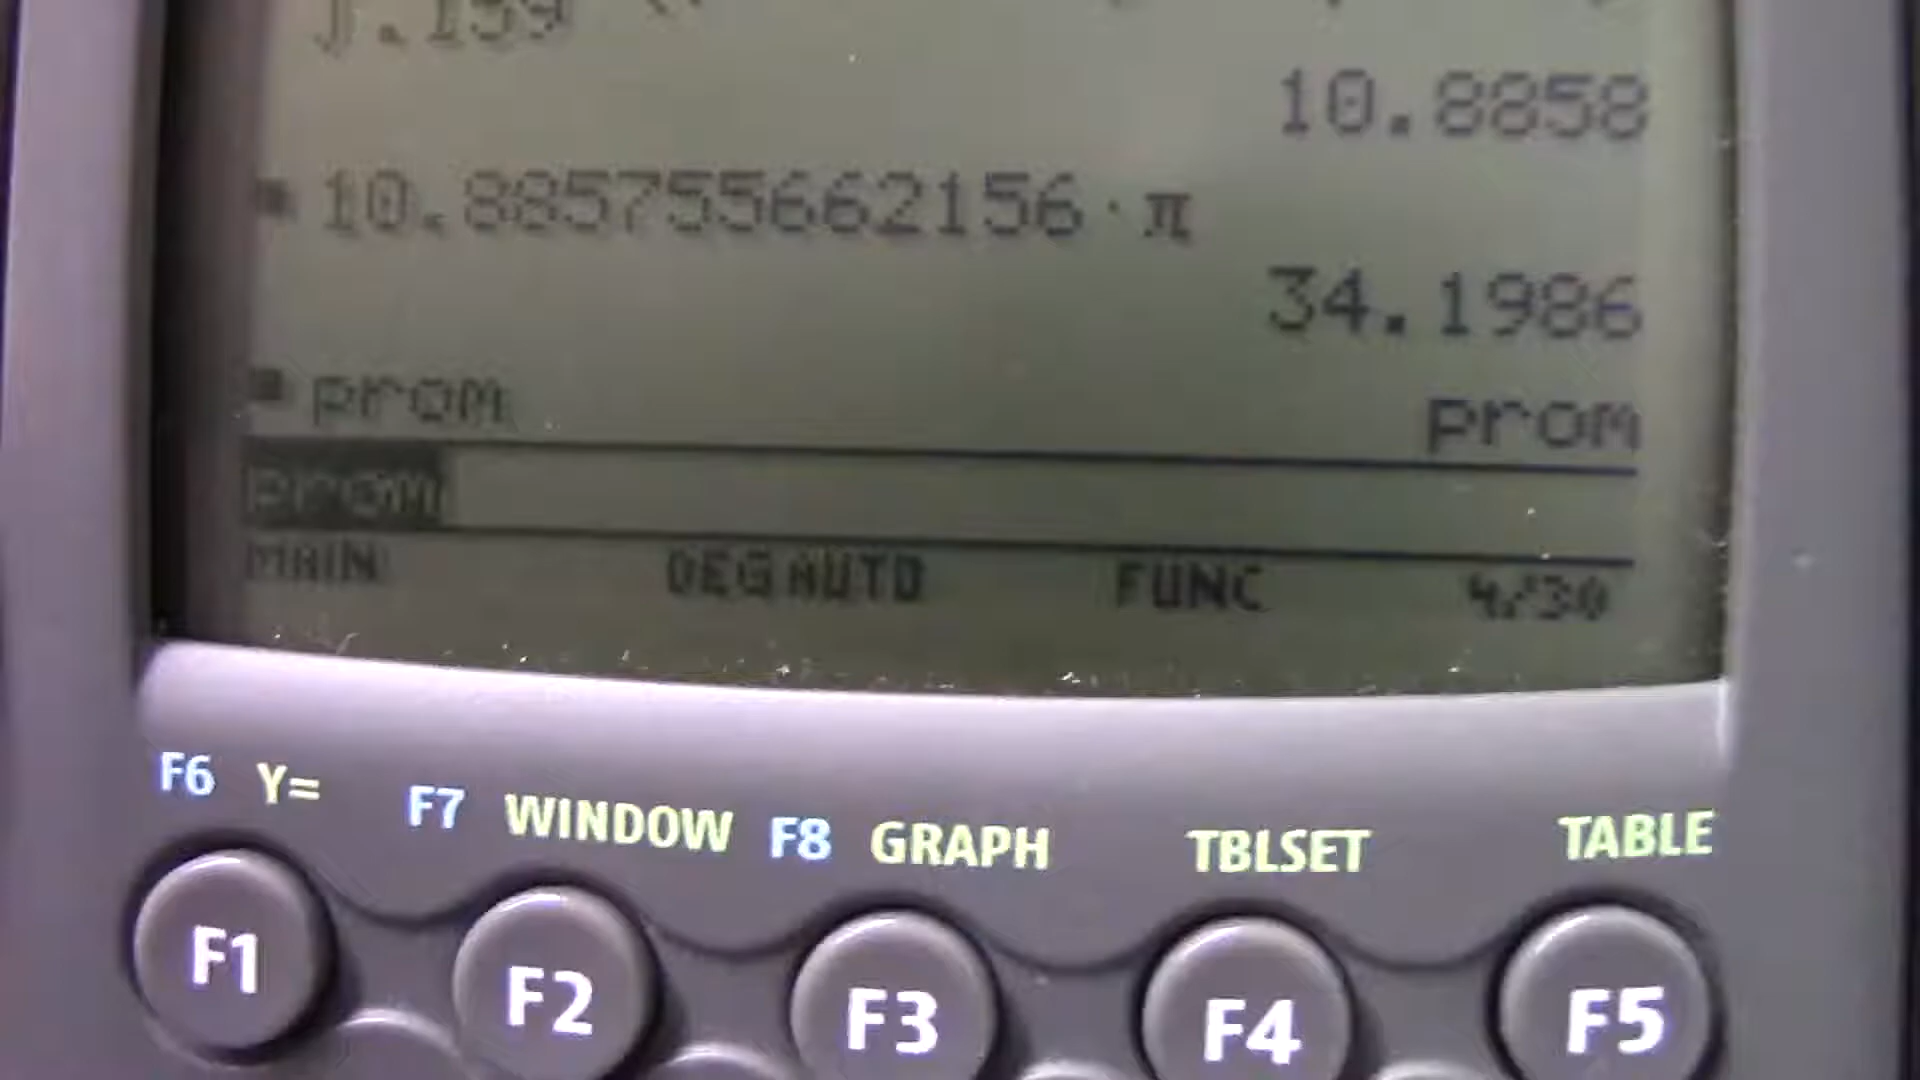 ∫.159
10.8858
▪ 10.885755662156·π
34.1986
▪ prom prom
prom
MAIN DEG AUTO FUNC 4/30
F6 Y= F7 WINDOW F8 GRAPH TBLSET TABLE
F1 F2 F3 F4 F5